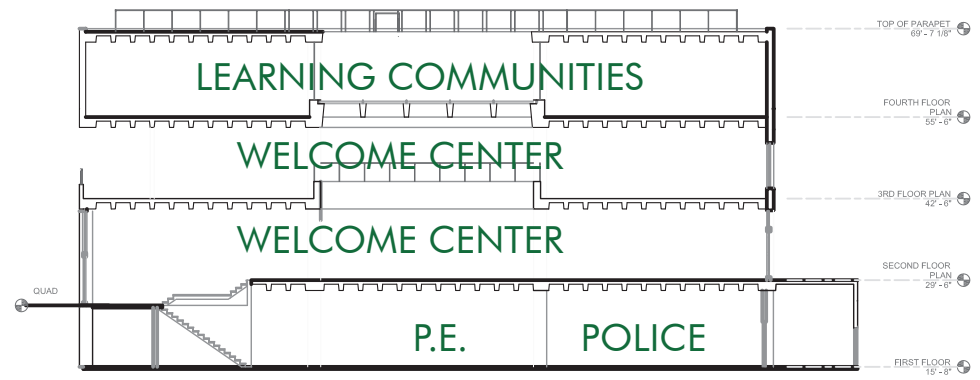 TOP OF PARAPET
69' - 7 1/8"
LEARNING COMMUNITIES
FOURTH FLOOR
PLAN
55' - 6"
WELCOME CENTER
3RD FLOOR PLAN
42' - 6"
WELCOME CENTER
SECOND FLOOR
PLAN
29' - 6"
QUAD
P.E.
POLICE
FIRST FLOOR
15' - 8"